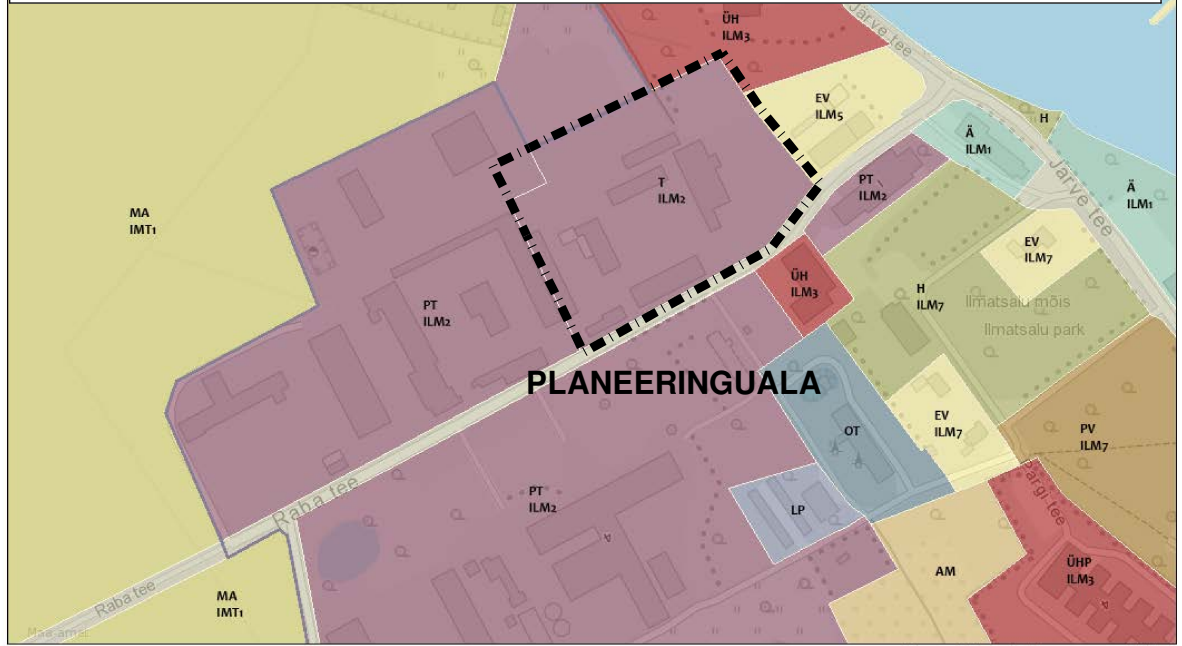 ÜH
ILM3
Järve tee
EV
ILM5
H
Ä
ILM1
T
ILM2
PT
ILM2
Järve tee
Ä
ILM1
MA
IMT1
EV
ILM7
ÜH
ILM3
H
ILM7
Ilmatsalu mõis
Ilmatsalu park
PT
ILM2
PLANEERINGUALA
EV
ILM7
OT
PV
ILM7
Pargi tee
PT
ILM2
Raba tee
LP
AM
ÜHP
ILM3
MA
IMT1
Raba tee
Maa-amet